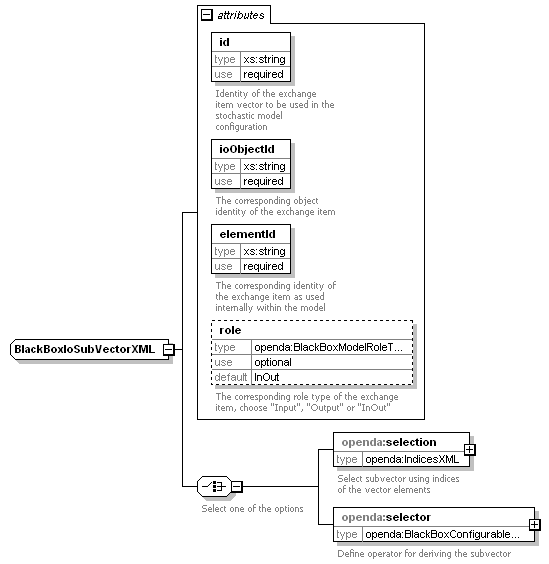 attributes
id
type xs:string
use required
Identity of the exchange
item vector to be used in the
stochastic model
configuration
ioObjectId
type xs:string
use required
The corresponding object
identity of the exchange item
elementId
type xs:string
use required
The corresponding identity of
the exchange item as used
internally within the model
role
type openda:BlackBoxModelRoleT...
use optional
default InOut
The corresponding role type of the exchange
item, choose "Input", "Output" or "InOut"
BlackBoxIoSubVectorXML
openda:selection
type openda:IndicesXML
Select subvector using indices
of the vector elements
Select one of the options
openda:selector
type openda:BlackBoxConfigurable...
Define operator for deriving the subvector